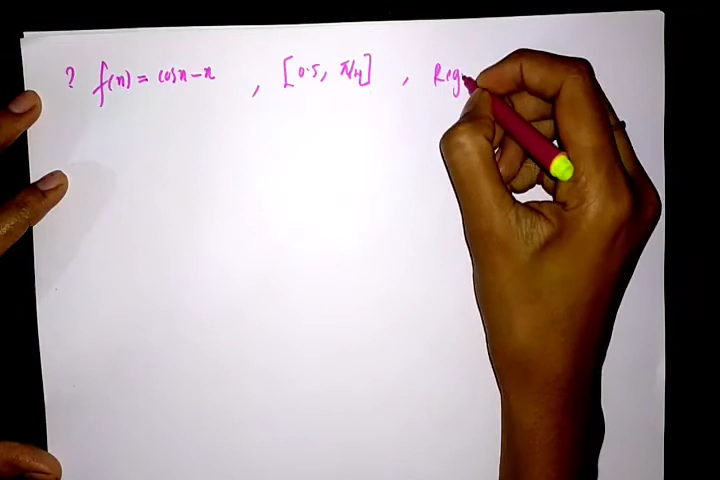 ? f(x) = cosx-x , [0.5, π/4] , Reg